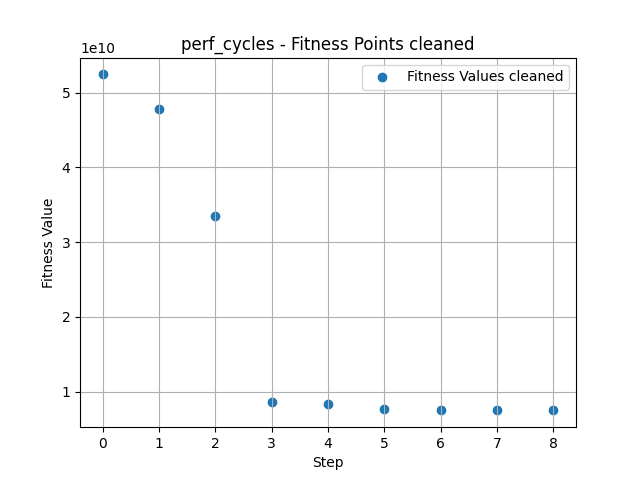 perf_cycles - Fitness Points cleaned
1e10
Fitness Values cleaned
5
4
3
2
1
Fitness Value
0 1 2 3 4 5 6 7 8
Step